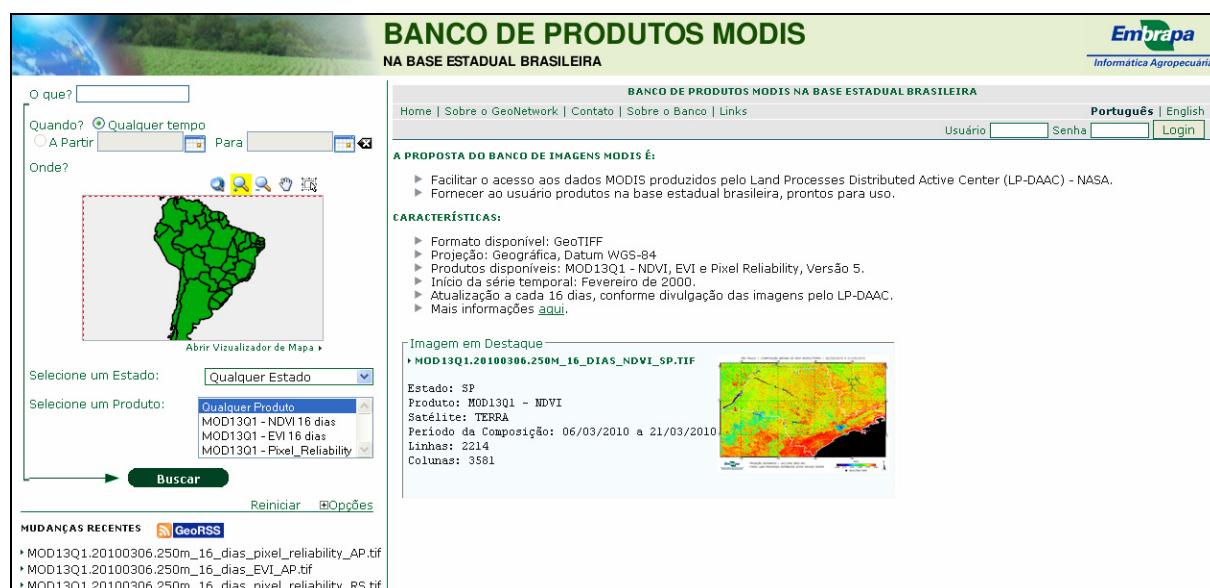 BANCO DE PRODUTOS MODIS
NA BASE ESTADUAL BRASILEIRA
Embrapa
Informática Agropecuária
O que?
Quando? Qualquer tempo
A Partir Para
Onde?
Abrir Vizualizador de Mapa
Selecione um Estado: Qualquer Estado
Selecione um Produto: Qualquer Produto
MOD13Q1 - NDVI 16 dias
MOD13Q1 - EVI 16 dias
MOD13Q1 - Pixel_Reliability
Buscar
Reiniciar Opções
MUDANÇAS RECENTES GeoRSS
MOD13Q1.20100306.250m_16_dias_pixel_reliability_AP.tif
MOD13Q1.20100306.250m_16_dias_EVI_AP.tif
MOD13Q1.20100306.250m_16_dias_pixel_reliability_RS.tif
BANCO DE PRODUTOS MODIS NA BASE ESTADUAL BRASILEIRA
Home | Sobre o GeoNetwork | Contato | Sobre o Banco | Links Português | English
Usuário Senha Login
A PROPOSTA DO BANCO DE IMAGENS MODIS É:
Facilitar o acesso aos dados MODIS produzidos pelo Land Processes Distributed Active Center (LP-DAAC) - NASA.
Fornecer ao usuário produtos na base estadual brasileira, prontos para uso.
CARACTERÍSTICAS:
Formato disponível: GeoTIFF
Projeção: Geográfica, Datum WGS-84
Produtos disponíveis: MOD13Q1 - NDVI, EVI e Pixel Reliability, Versão 5.
Início da série temporal: Fevereiro de 2000.
Atualização a cada 16 dias, conforme divulgação das imagens pelo LP-DAAC.
Mais informações aqui.
Imagem em Destaque
MOD13Q1.20100306.250M_16_DIAS_NDVI_SP.TIF
Estado: SP
Produto: MOD13Q1 - NDVI
Satélite: TERRA
Período da Composição: 06/03/2010 a 21/03/2010
Linhas: 2214
Colunas: 3581